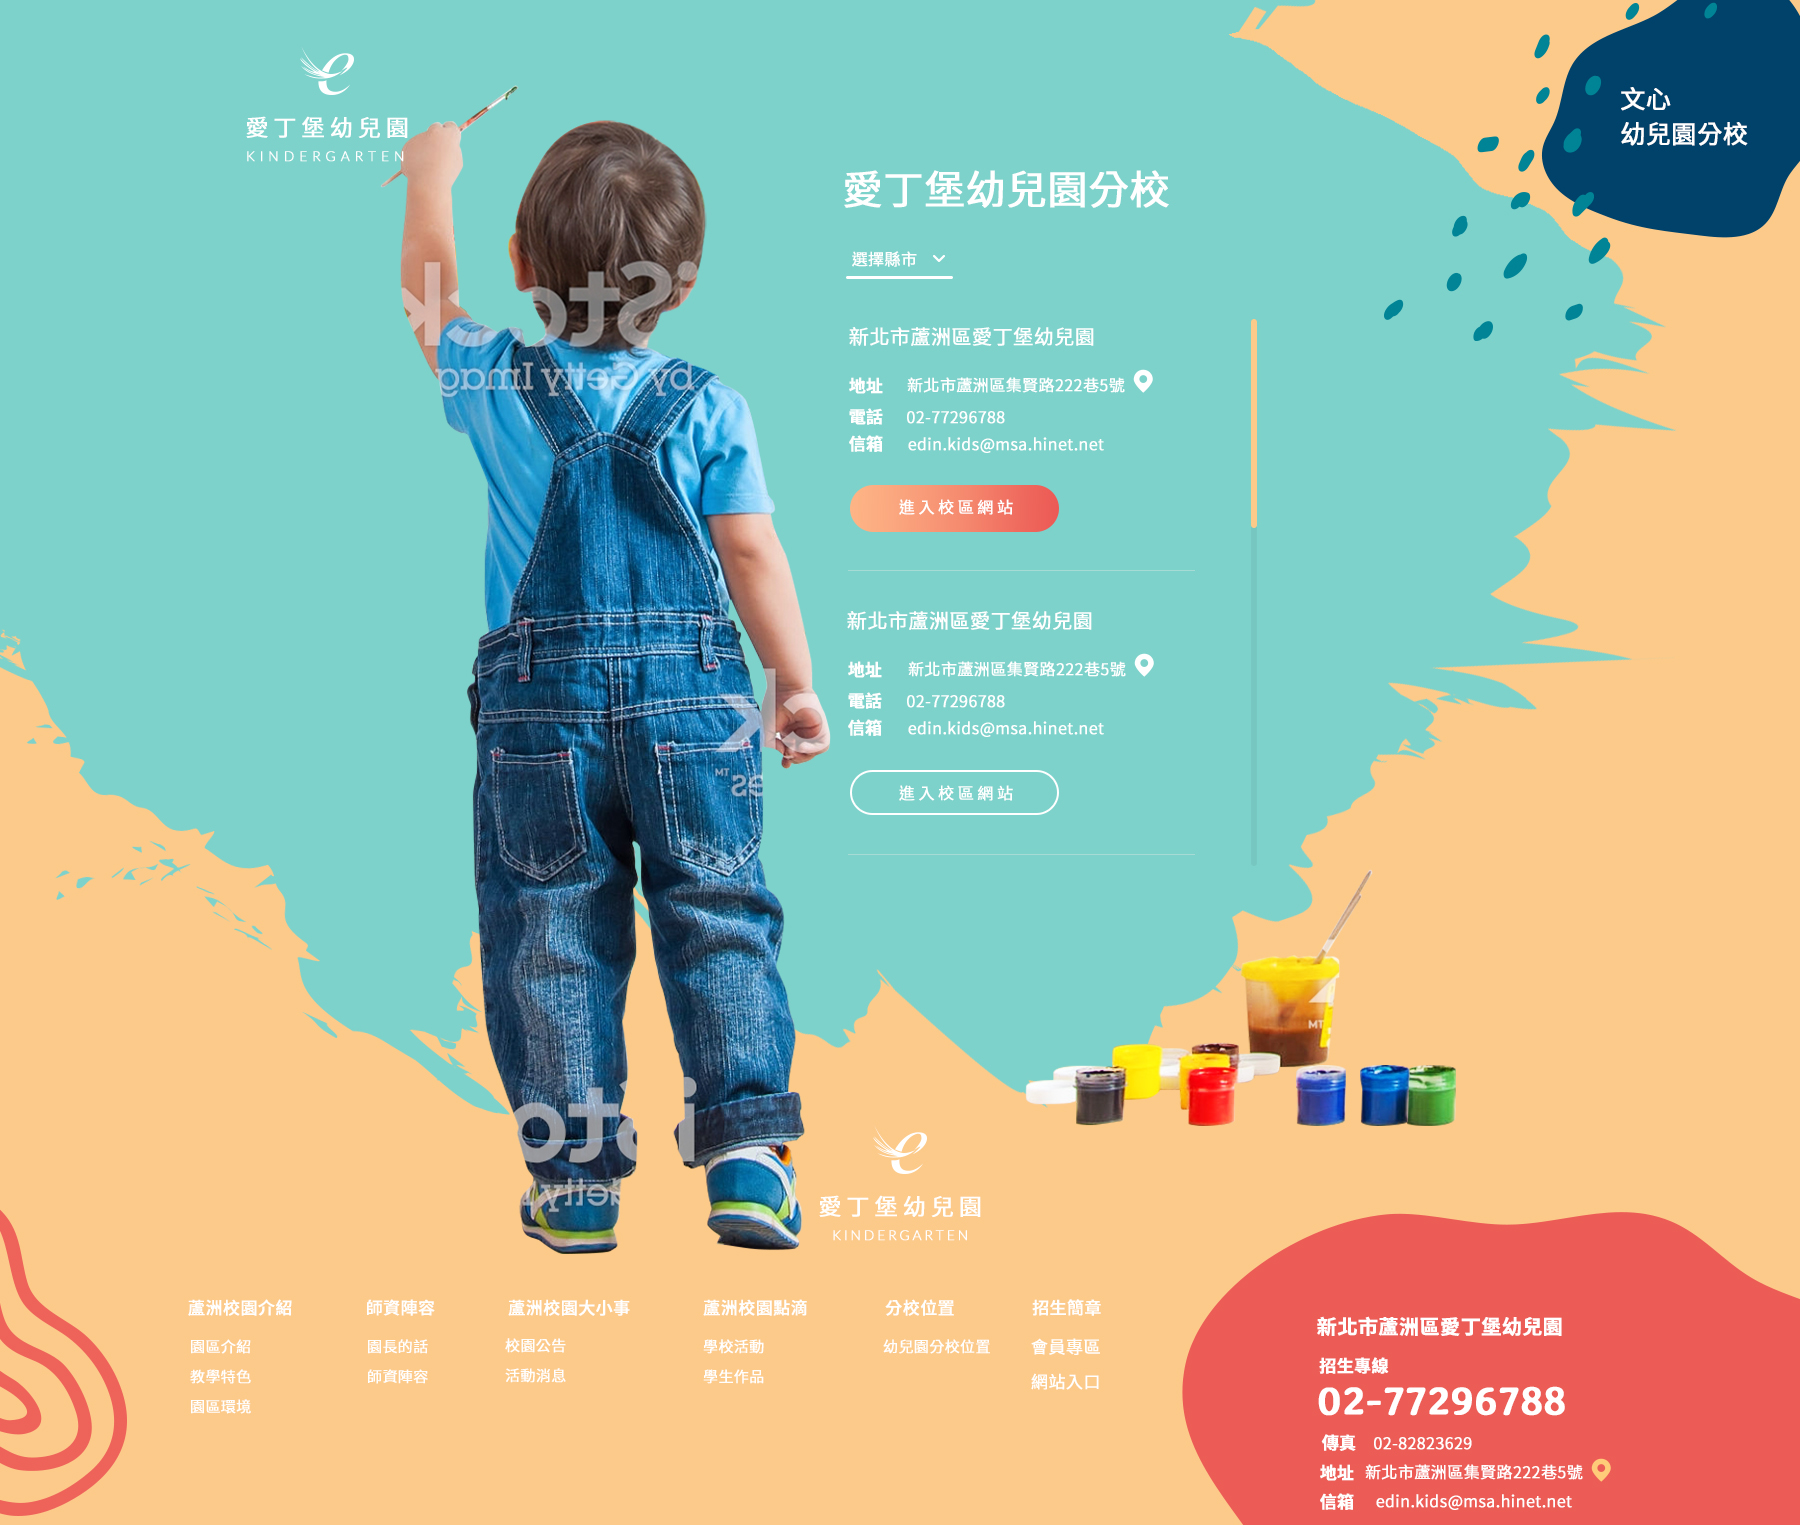 愛丁堡幼兒園
KINDERGARTEN
文心
幼兒園分校
愛丁堡幼兒園分校
選擇縣市
新北市蘆洲區愛丁堡幼兒園
地址 新北市蘆洲區集賢路222巷5號
電話 02-77296788
信箱 edin.kids@msa.hinet.net
進入校區網站
新北市蘆洲區愛丁堡幼兒園
地址 新北市蘆洲區集賢路222巷5號
電話 02-77296788
信箱 edin.kids@msa.hinet.net
進入校區網站
iStock
by Getty Imag
ck
es™
MT
iSto
Getty
愛丁堡幼兒園
KINDERGARTEN
蘆洲校園介紹
園區介紹
教學特色
園區環境
師資陣容
園長的話
師資陣容
蘆洲校園大小事
校園公告
活動消息
蘆洲校園點滴
學校活動
學生作品
分校位置
幼兒園分校位置
招生簡章
會員專區
網站入口
新北市蘆洲區愛丁堡幼兒園
招生專線
02-77296788
傳真 02-82823629
地址 新北市蘆洲區集賢路222巷5號
信箱 edin.kids@msa.hinet.net